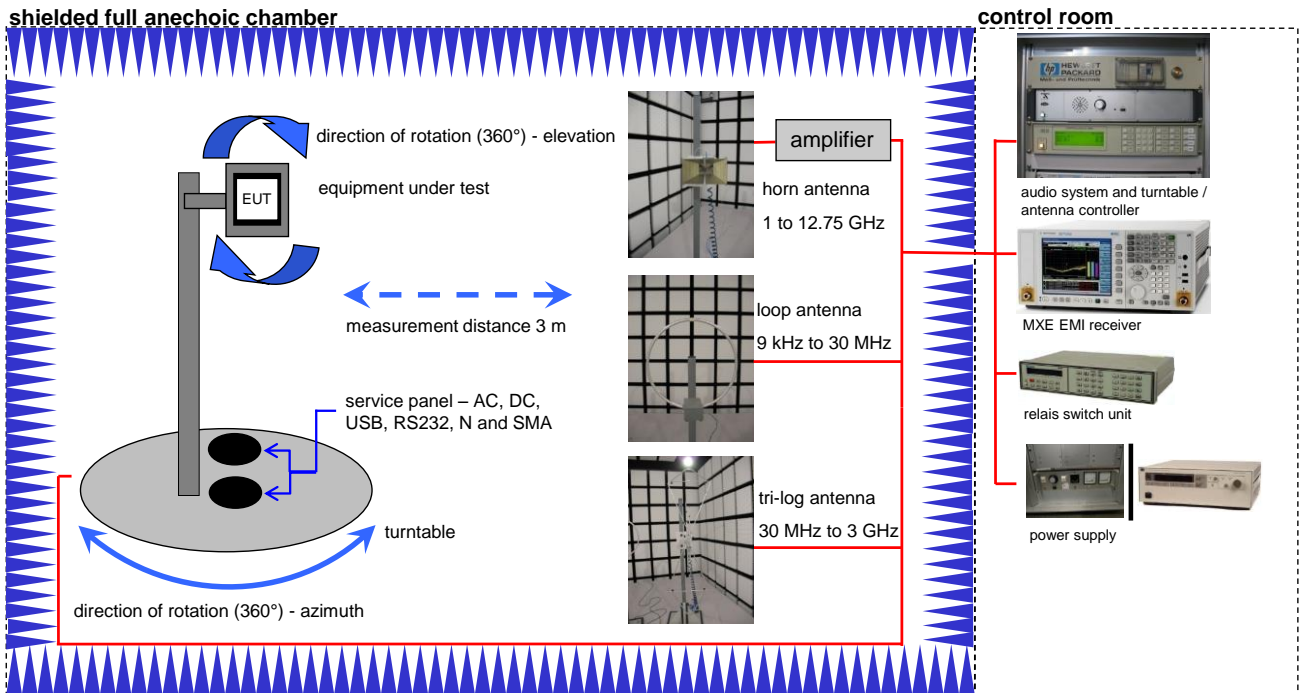 shielded full anechoic chamber
control room
direction of rotation (360°) - elevation
EUT
equipment under test
measurement distance 3 m
service panel – AC, DC,
USB, RS232, N and SMA
turntable
direction of rotation (360°) - azimuth
amplifier
horn antenna
1 to 12.75 GHz
loop antenna
9 kHz to 30 MHz
tri-log antenna
30 MHz to 3 GHz
hp HEWLETT
PACKARD
audio system and turntable /
antenna controller
MXE EMI receiver
relais switch unit
power supply